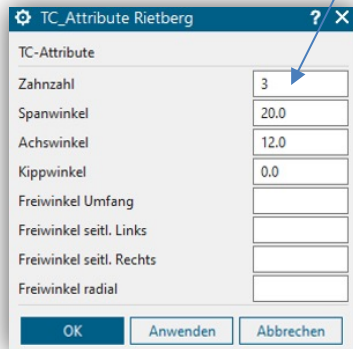 TC_Attribute Rietberg ? X
TC-Attribute
Zahnzahl 3
Spanwinkel 20.0
Achswinkel 12.0
Kippwinkel 0.0
Freiwinkel Umfang
Freiwinkel seitl. Links
Freiwinkel seitl. Rechts
Freiwinkel radial
OK Anwenden Abbrechen